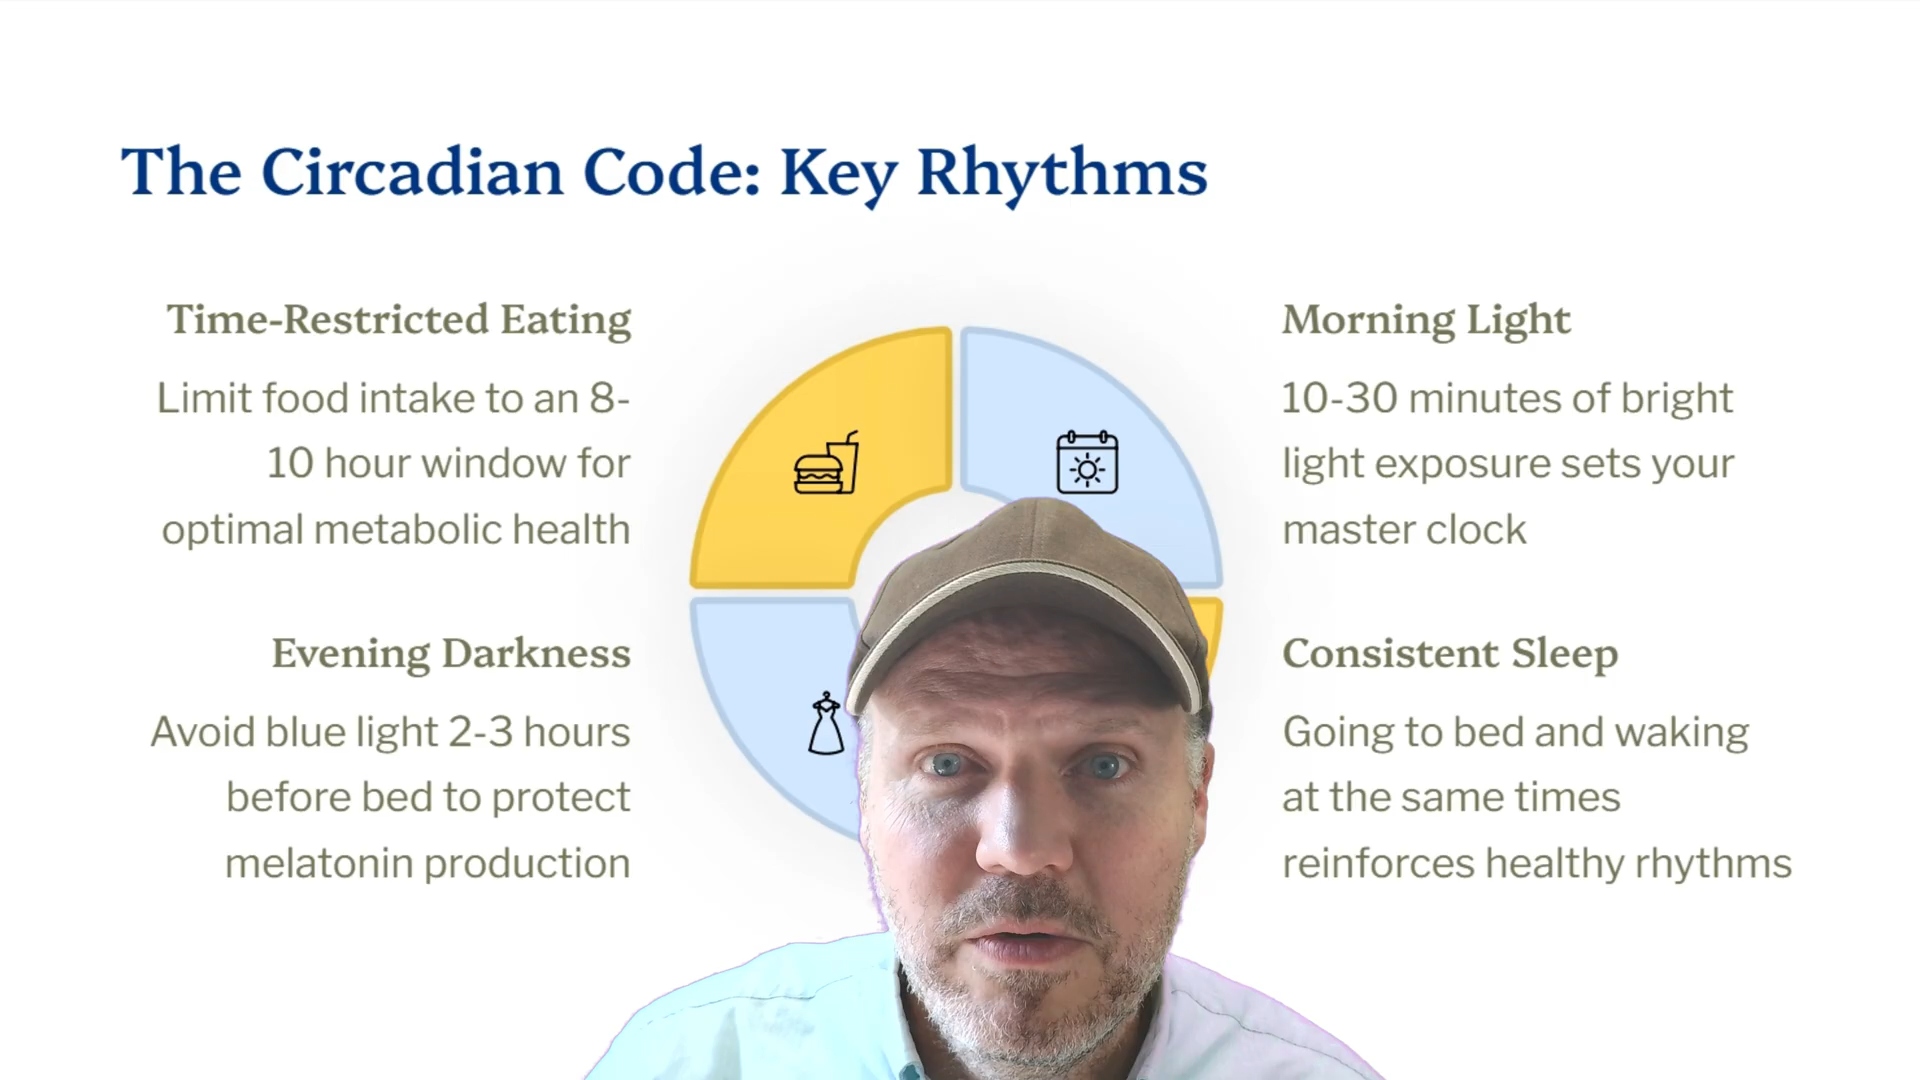 The Circadian Code: Key Rhythms
Time-Restricted Eating
Limit food intake to an 8-
10 hour window for
optimal metabolic health
Morning Light
10-30 minutes of bright
light exposure sets your
master clock
Evening Darkness
Avoid blue light 2-3 hours
before bed to protect
melatonin production
Consistent Sleep
Going to bed and waking
at the same times
reinforces healthy rhythms